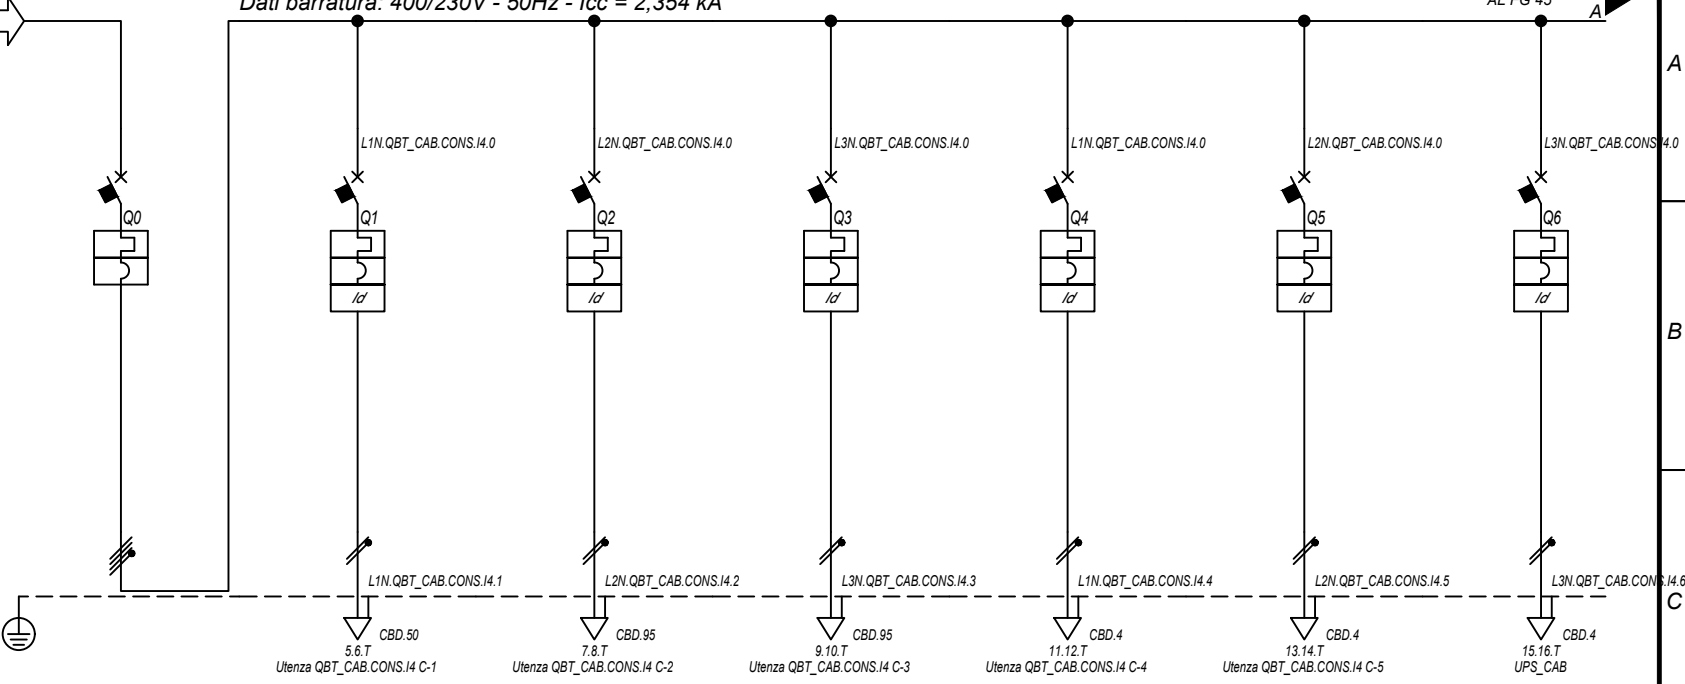 Dati barratura: 400/230V - 50Hz - Icc = 2,354 kA
A
A
L1N.QBT_CAB.CONS.I4.0
L2N.QBT_CAB.CONS.I4.0
L3N.QBT_CAB.CONS.I4.0
L1N.QBT_CAB.CONS.I4.0
L2N.QBT_CAB.CONS.I4.0
L3N.QBT_CAB.CONS.I4.0
Q0
Q1
Q2
Q3
Q4
Q5
Q6
Id
Id
Id
Id
Id
Id
B
L1N.QBT_CAB.CONS.I4.1
L2N.QBT_CAB.CONS.I4.2
L3N.QBT_CAB.CONS.I4.3
L1N.QBT_CAB.CONS.I4.4
L2N.QBT_CAB.CONS.I4.5
L3N.QBT_CAB.CONS.I4.6
C
CBD.50
CBD.95
CBD.95
CBD.4
CBD.4
CBD.4
5.6.T
7.8.T
9.10.T
11.12.T
13.14.T
15.16.T
Utenza QBT_CAB.CONS.I4 C-1
Utenza QBT_CAB.CONS.I4 C-2
Utenza QBT_CAB.CONS.I4 C-3
Utenza QBT_CAB.CONS.I4 C-4
Utenza QBT_CAB.CONS.I4 C-5
UPS_CAB